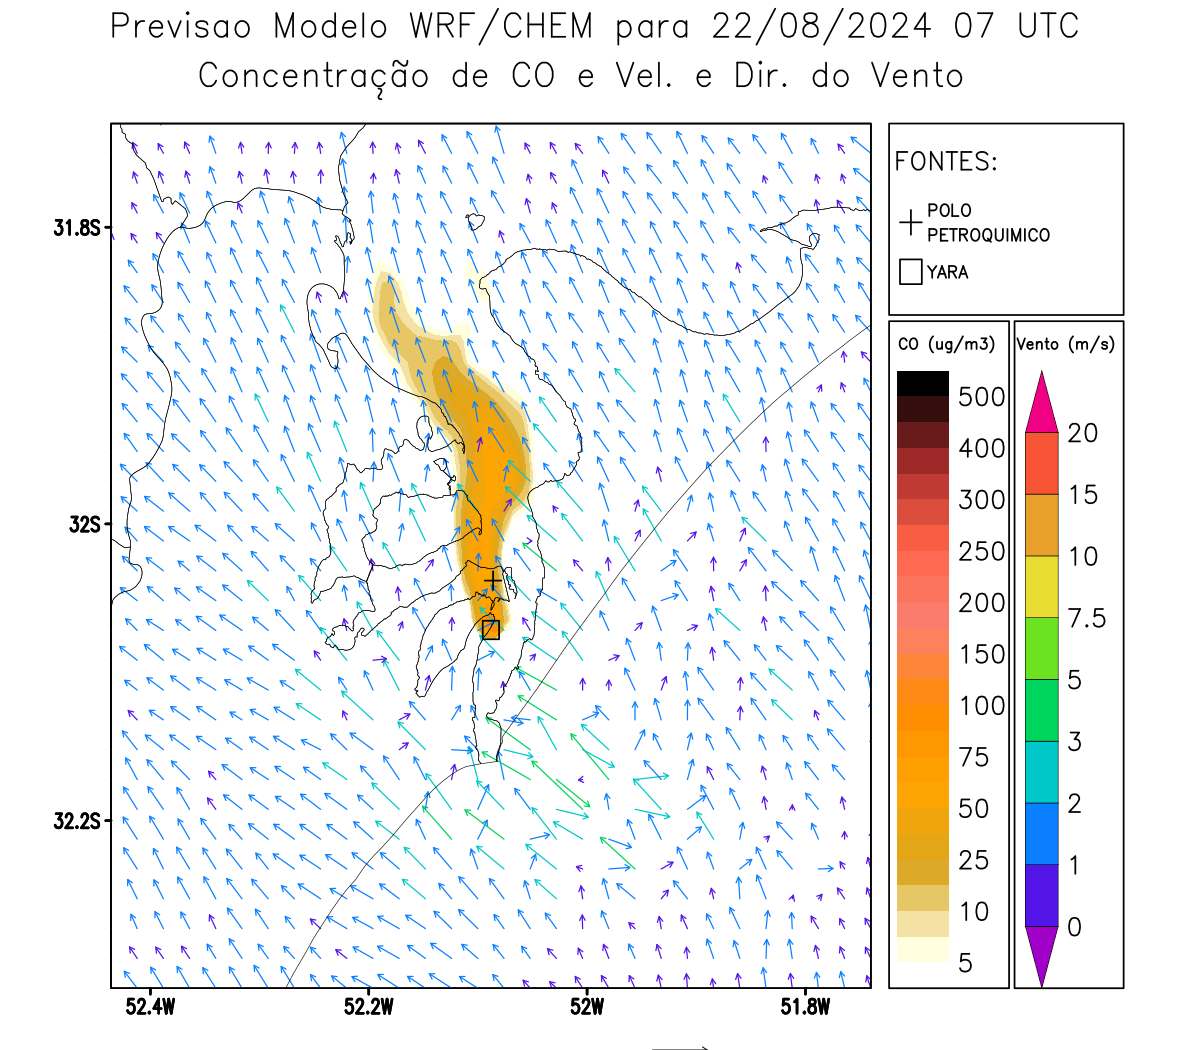 Previsao Modelo WRF/CHEM para 22/08/2024 07 UTC
Concentração de CO e Vel. e Dir. do Vento
FONTES:
POLO
PETROQUIMICO
YARA
CO (ug/m3)
500
400
300
250
200
150
100
75
50
25
10
5
Vento (m/s)
20
15
10
7.5
5
3
2
1
0
31.8S
32S
32.2S
52.4W
52.2W
52W
51.8W